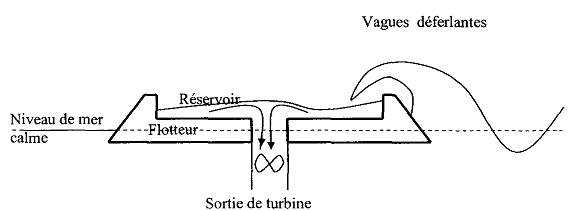 Vagues déferlantes
Réservoir
Niveau de mer
calme
Flotteur
Sortie de turbine